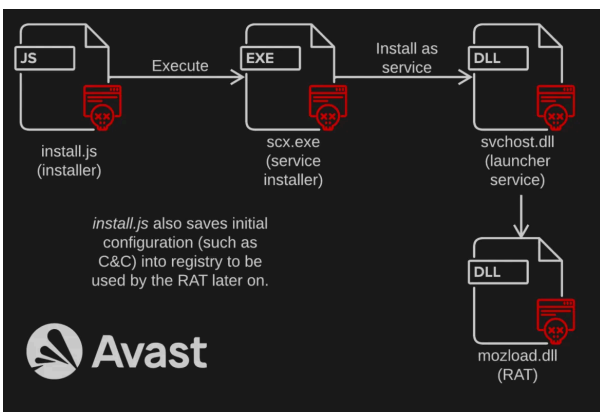 JS
EXE
DLL
Execute
Install as
service
install.js
(installer)
scx.exe
(service
installer)
svchost.dll
(launcher
service)
install.js also saves initial
configuration (such as
C&C) into registry to be
used by the RAT later on.
DLL
Avast
mozload.dll
(RAT)